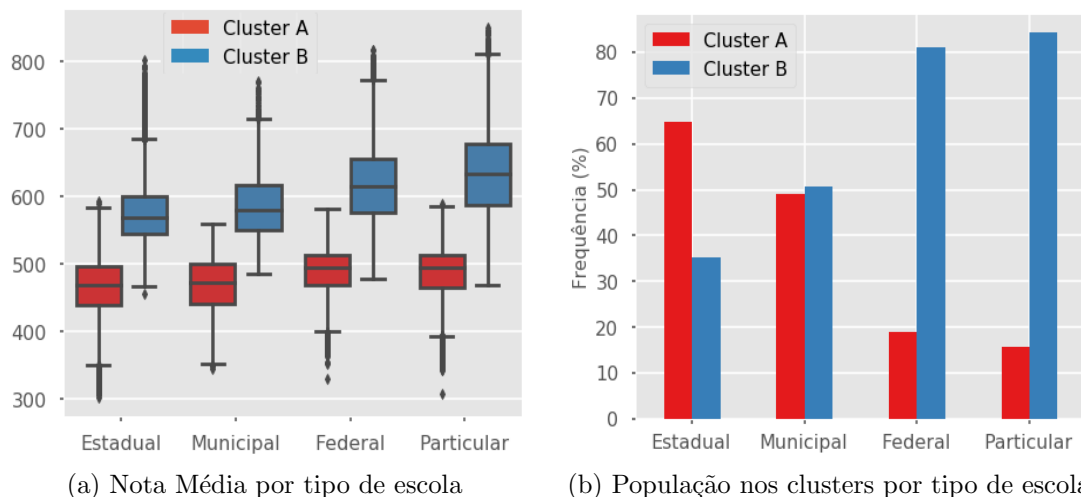 Cluster A
Cluster B
800
700
600
500
400
300
Estadual
Municipal
Federal
Particular
(a) Nota Média por tipo de escola
Cluster A
Cluster B
Frequência (%)
80
70
60
50
40
30
20
10
0
Estadual
Municipal
Federal
Particular
(b) População nos clusters por tipo de escola